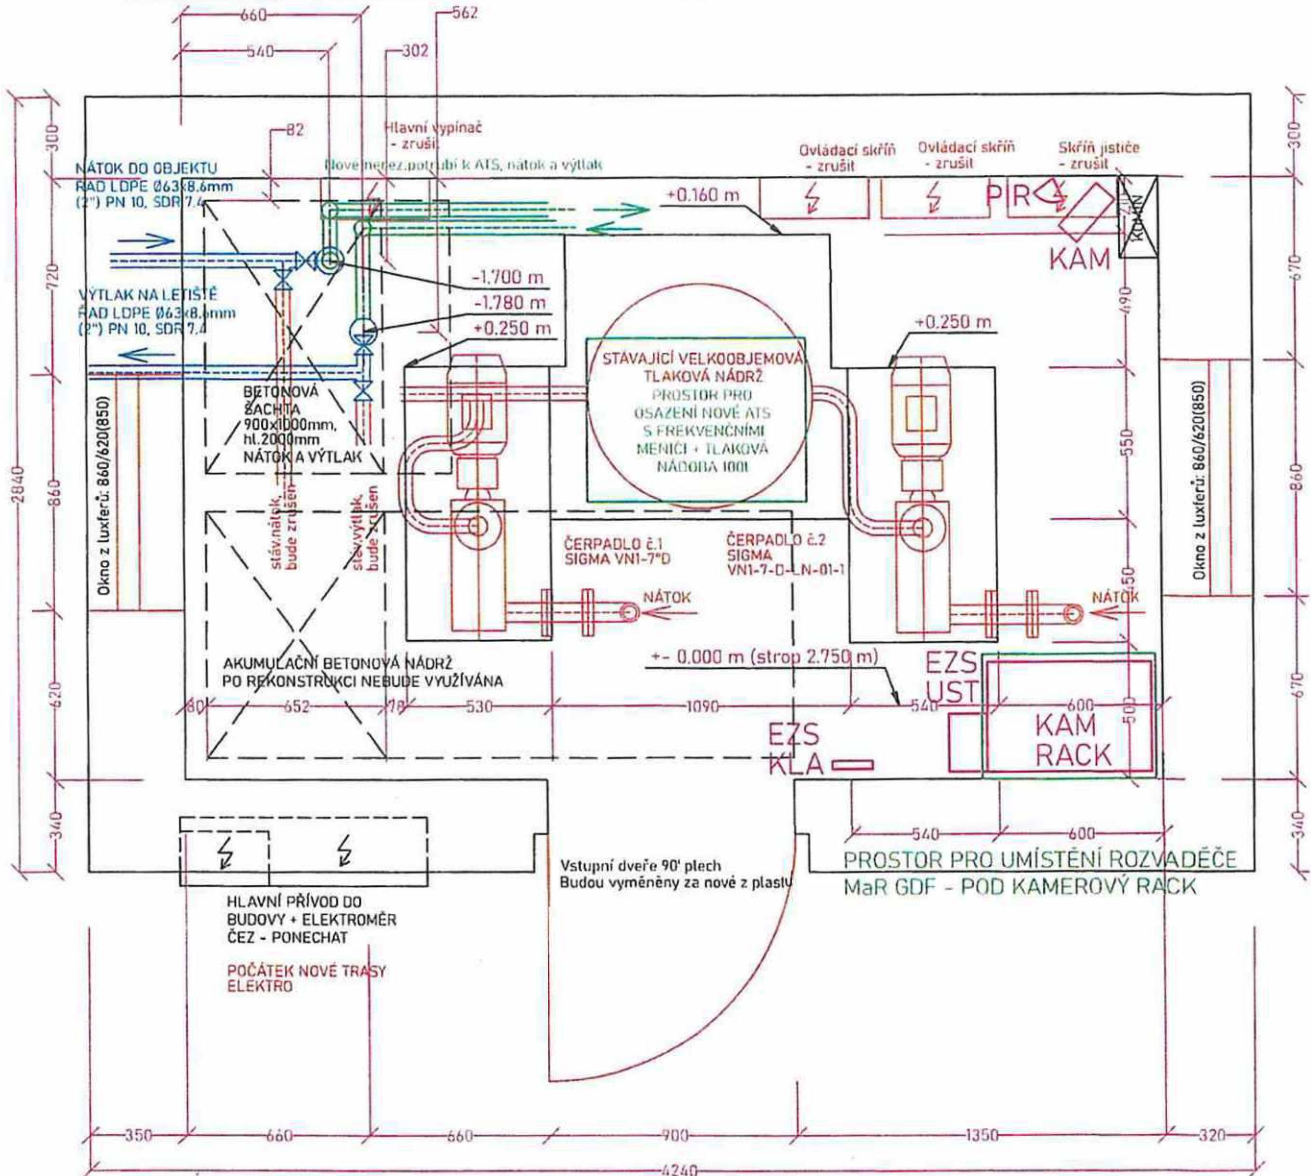 660
562
540
302
82
Hlavní vypínač
- zrušit
Nové nerez.potrubí k ATS, nátok a výtlak
Ovládací skříň
- zrušit
Ovládací skříň
- zrušit
Skříň jističe
- zrušit
NÁTOK DO OBJEKTU
ŘAD LDPE Ø63x8,6mm
(2") PN 10, SDR 7.4
+0.160 m
PIR
KOMÍN
KAM
-1.700 m
-1.780 m
+0.250 m
+0.250 m
VÝTLAK NA LETIŠTĚ
ŘAD LDPE Ø63x8,6mm
(2") PN 10, SDR 7.4
STÁVAJÍCÍ VELKOOBJEMOVÁ
TLAKOVÁ NÁDRŽ
PROSTOR PRO
OSAZENÍ NOVÉ ATS
S FREKVENČNÍMI
MĚNIČI + TLAKOVÁ
NÁDOBA 100l
BETONOVÁ
ŠACHTA
900x1000mm,
hl.2000mm
NÁTOK A VÝTLAK
Okno z luxferů: 860/620(850)
Okno z luxferů: 860/620(850)
stáv.nátok,
bude zrušen
stáv.výtlak,
bude zrušen
ČERPADLO č.1
SIGMA VN1-7"D
ČERPADLO č.2
SIGMA
VN1-7-D-LN-01-1
NÁTOK
NÁTOK
AKUMULAČNÍ BETONOVÁ NÁDRŽ
PO REKONSTRUKCI NEBUDE VYUŽÍVÁNA
+- 0.000 m (strop 2.750 m)
EZS
UST
KAM
RACK
EZS
KLA
80
652
78
530
1090
540
600
300
720
860
620
340
2840
490
550
450
500
300
670
860
670
340
540
600
Vstupní dveře 90' plech
Budou vyměněny za nové z plastu
PROSTOR PRO UMÍSTĚNÍ ROZVADĚČE
MaR GDF - POD KAMEROVÝ RACK
HLAVNÍ PŘÍVOD DO
BUDOVY + ELEKTROMĚR
ČEZ - PONECHAT
POČÁTEK NOVÉ TRASY
ELEKTRO
350
660
660
900
1350
320
4240